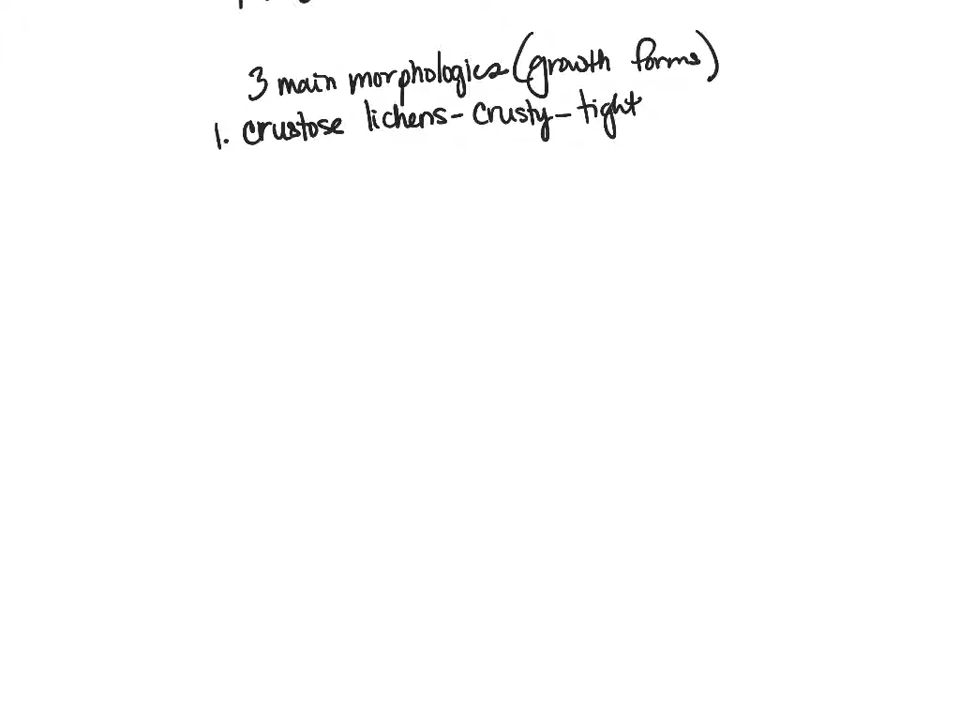 3 main morphologies (growth forms)
1. crustose lichens - crusty - tight